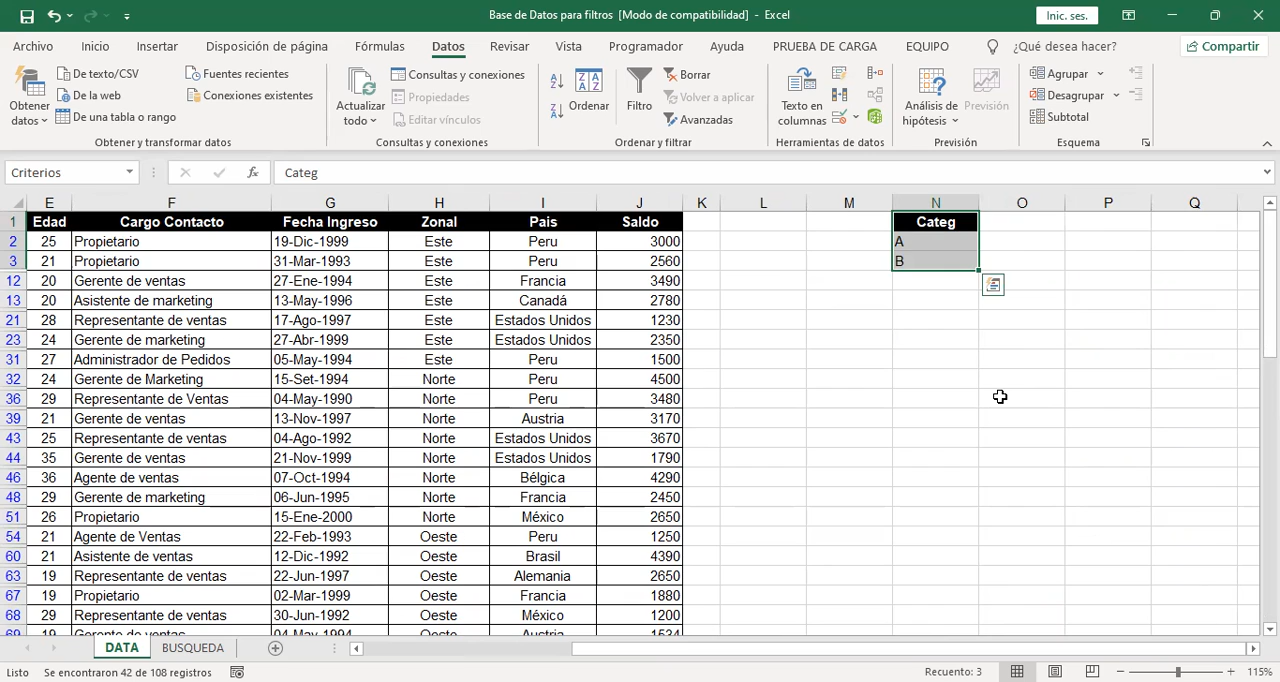 Base de Datos para filtros [Modo de compatibilidad] - Excel
Inic. ses.
Archivo Inicio Insertar Disposición de página Fórmulas Datos Revisar Vista Programador Ayuda PRUEBA DE CARGA EQUIPO ¿Qué desea hacer? Compartir
Obtener datos
De texto/CSV
De la web
De una tabla o rango
Fuentes recientes
Conexiones existentes
Obtener y transformar datos
Actualizar todo
Consultas y conexiones
Propiedades
Editar vínculos
Consultas y conexiones
Ordenar
Filtro
Borrar
Volver a aplicar
Avanzadas
Ordenar y filtrar
Texto en columnas
Herramientas de datos
Análisis de hipótesis
Previsión
Previsión
Agrupar
Desagrupar
Subtotal
Esquema
Criterios Categ
E F G H I J K L M N O P Q
1 Edad Cargo Contacto Fecha Ingreso Zonal Pais Saldo Categ
2 25 Propietario 19-Dic-1999 Este Peru 3000 A
3 21 Propietario 31-Mar-1993 Este Peru 2560 B
12 20 Gerente de ventas 27-Ene-1994 Este Francia 3490
13 20 Asistente de marketing 13-May-1996 Este Canadá 2780
21 28 Representante de ventas 17-Ago-1997 Este Estados Unidos 1230
23 24 Gerente de marketing 27-Abr-1999 Este Estados Unidos 2350
31 27 Administrador de Pedidos 05-May-1994 Este Peru 1500
32 24 Gerente de Marketing 15-Set-1994 Norte Peru 4500
36 29 Representante de Ventas 04-May-1990 Norte Peru 3480
39 21 Gerente de ventas 13-Nov-1997 Norte Austria 3170
43 25 Representante de ventas 04-Ago-1992 Norte Estados Unidos 3670
44 35 Gerente de ventas 21-Nov-1999 Norte Estados Unidos 1790
46 36 Agente de ventas 07-Oct-1994 Norte Bélgica 4290
48 29 Gerente de marketing 06-Jun-1995 Norte Francia 2450
51 26 Propietario 15-Ene-2000 Norte México 2650
54 21 Agente de Ventas 22-Feb-1993 Oeste Peru 1250
60 21 Asistente de ventas 12-Dic-1992 Oeste Brasil 4390
63 19 Representante de ventas 22-Jun-1997 Oeste Alemania 2650
67 19 Propietario 02-Mar-1999 Oeste Francia 1880
68 29 Representante de ventas 30-Jun-1992 Oeste México 1200
69 19 Gerente de ventas 04-May-1994 Oeste Austria 1534
DATA BUSQUEDA
Listo Se encontraron 42 de 108 registros Recuento: 3 115%